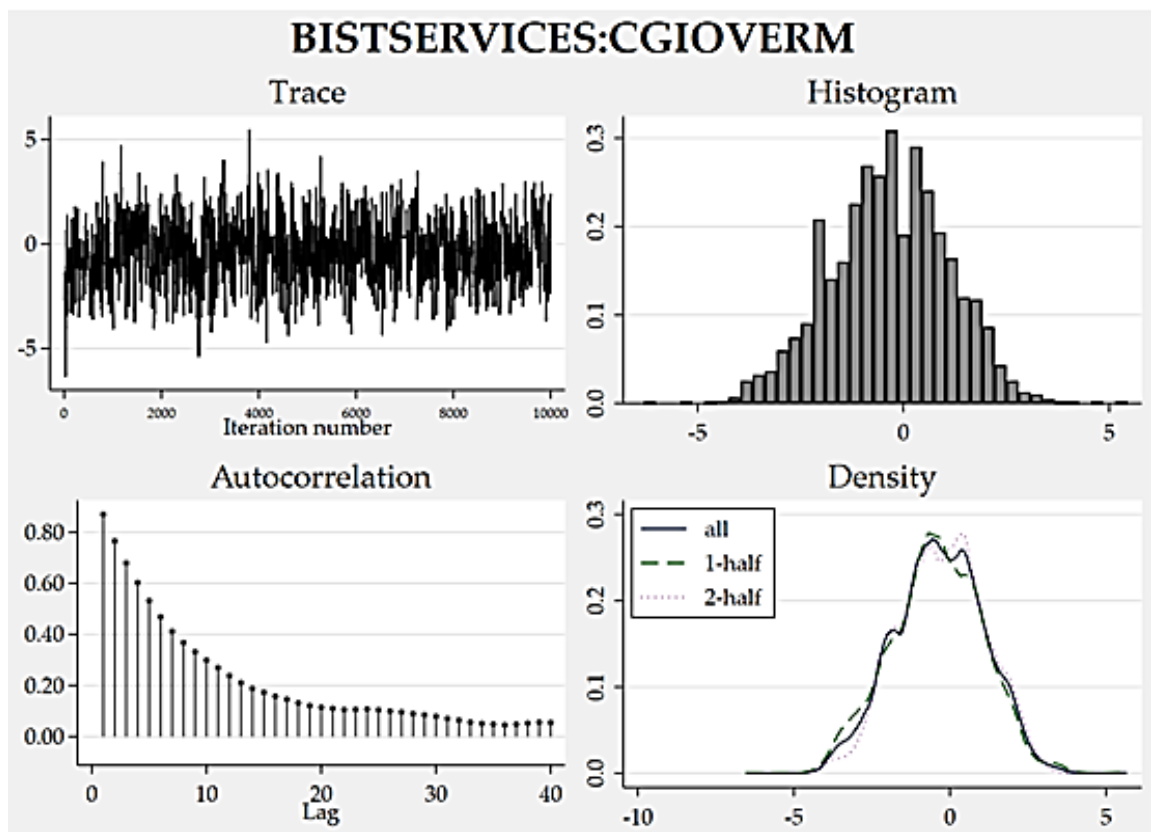 BISTSERVICES:CGIOVERM
Trace
5
0
-5
0 2000 4000 6000 8000 10000
Iteration number
Histogram
0.3
0.2
0.1
0.0
-5 0 5
Autocorrelation
0.80
0.60
0.40
0.20
0.00
0 10 20 30 40
Lag
Density
0.3
0.2
0.1
0.0
all
1-half
2-half
-10 -5 0 5